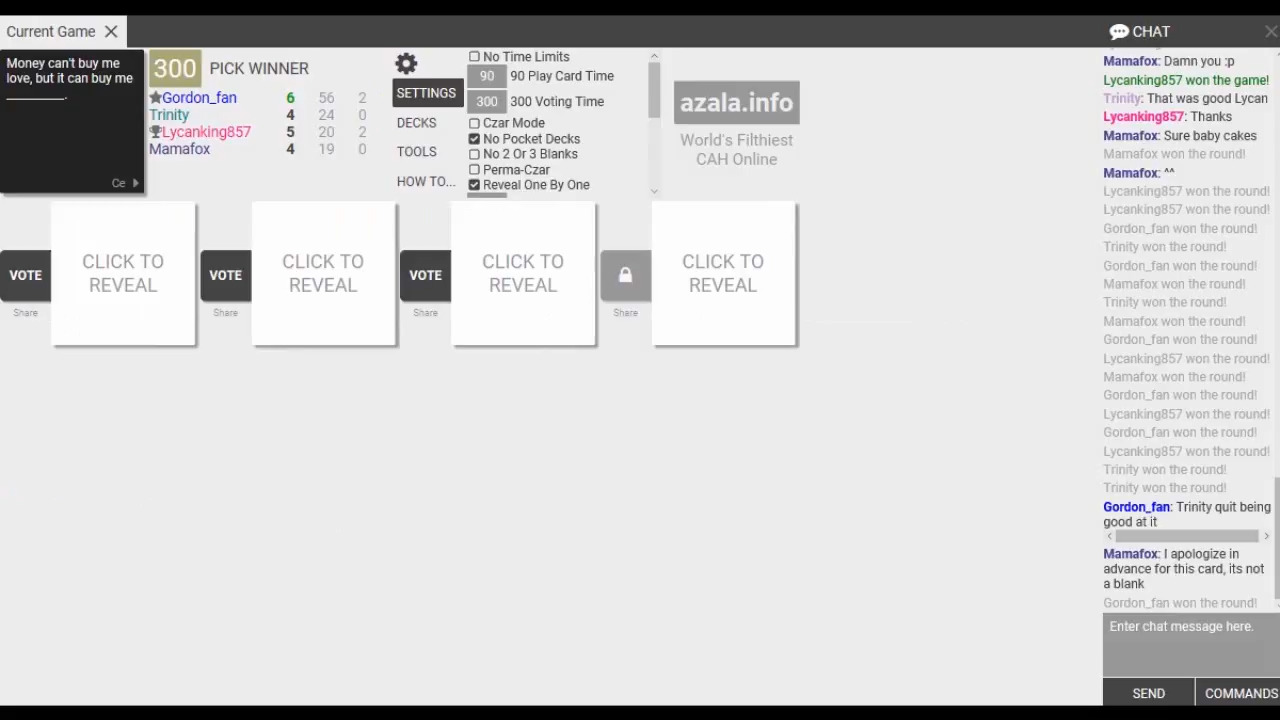 Current Game
Money can't buy me
love, but it can buy me
________.
Ce
300 PICK WINNER
Gordon_fan 6 56 2
Trinity 4 24 0
Lycanking857 5 20 2
Mamafox 4 19 0
SETTINGS
DECKS
TOOLS
HOW TO...
No Time Limits
90 90 Play Card Time
300 300 Voting Time
Czar Mode
No Pocket Decks
No 2 Or 3 Blanks
Perma-Czar
Reveal One By One
azala.info
World's Filthiest
CAH Online
VOTE
Share
CLICK TO
REVEAL
VOTE
Share
CLICK TO
REVEAL
VOTE
Share
CLICK TO
REVEAL
Share
CLICK TO
REVEAL
CHAT
Mamafox: Damn you :p
Lycanking857 won the game!
Trinity: That was good Lycan
Lycanking857: Thanks
Mamafox: Sure baby cakes
Mamafox won the round!
Mamafox: ^^
Lycanking857 won the round!
Lycanking857 won the round!
Gordon_fan won the round!
Trinity won the round!
Gordon_fan won the round!
Mamafox won the round!
Trinity won the round!
Mamafox won the round!
Gordon_fan won the round!
Lycanking857 won the round!
Mamafox won the round!
Gordon_fan won the round!
Lycanking857 won the round!
Gordon_fan won the round!
Lycanking857 won the round!
Trinity won the round!
Trinity won the round!
Gordon_fan: Trinity quit being
good at it
Mamafox: I apologize in
advance for this card, its not
a blank
Gordon_fan won the round!
Enter chat message here.
SEND
COMMANDS